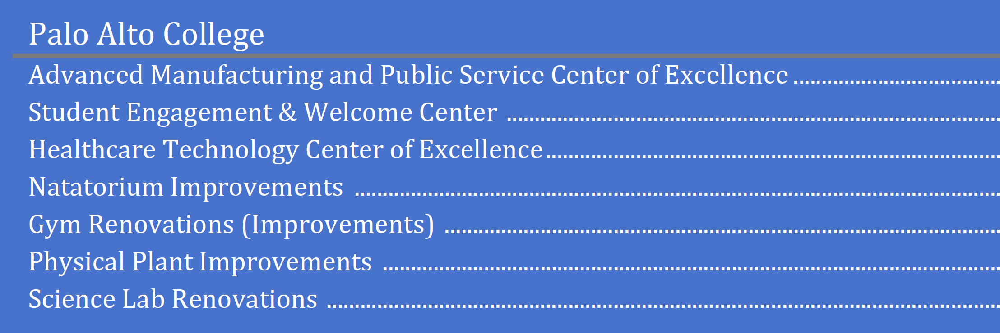 Palo Alto College
Advanced Manufacturing and Public Service Center of Excellence ....................................
Student Engagement & Welcome Center ........................................................................................
Healthcare Technology Center of Excellence.................................................................................
Natatorium Improvements ...................................................................................................................
Gym Renovations (Improvements) ...................................................................................................
Physical Plant Improvements ..............................................................................................................
Science Lab Renovations ........................................................................................................................